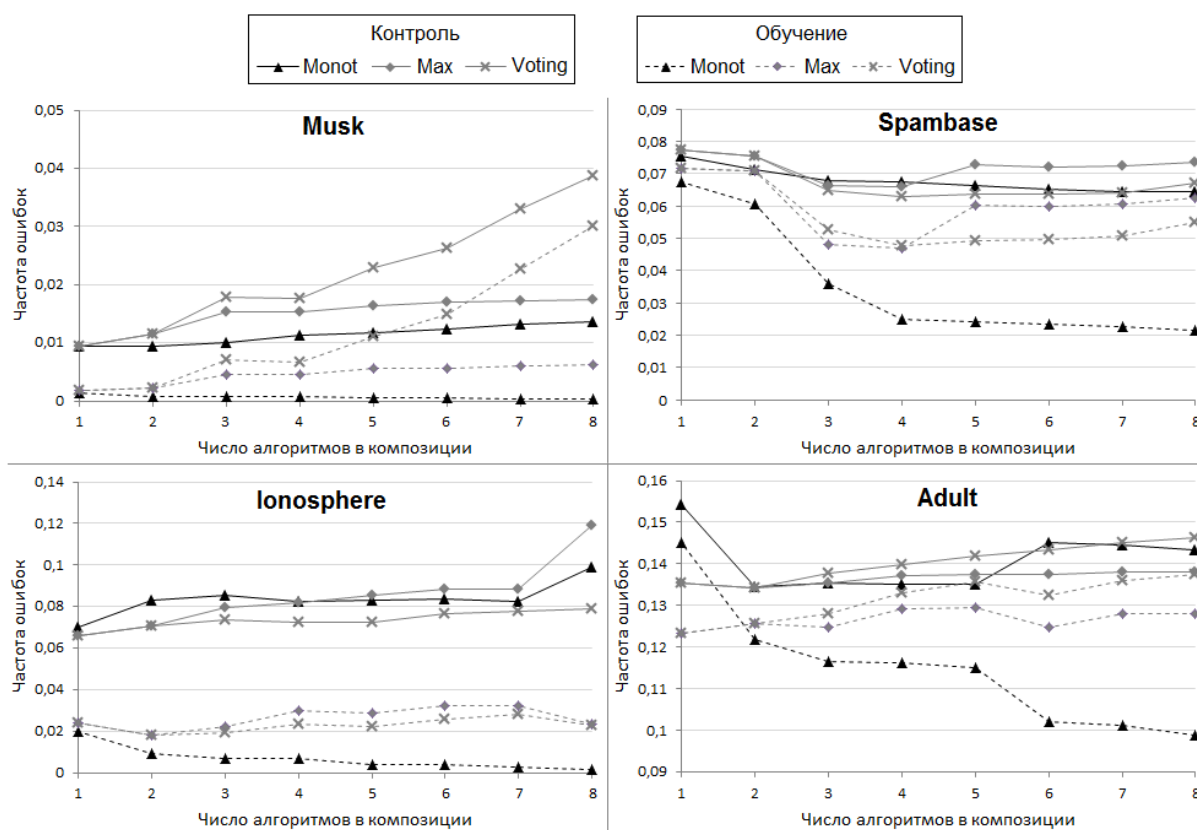 Контроль
Monot Max Voting
Обучение
Monot Max Voting
Musk
Частота ошибок
0,05
0,04
0,03
0,02
0,01
0
1 2 3 4 5 6 7 8
Число алгоритмов в композиции
Spambase
Частота ошибок
0,09
0,08
0,07
0,06
0,05
0,04
0,03
0,02
0,01
0
1 2 3 4 5 6 7 8
Число алгоритмов в композиции
Ionosphere
Частота ошибок
0,14
0,12
0,1
0,08
0,06
0,04
0,02
0
1 2 3 4 5 6 7 8
Число алгоритмов в композиции
Adult
Частота ошибок
0,16
0,15
0,14
0,13
0,12
0,11
0,1
0,09
1 2 3 4 5 6 7 8
Число алгоритмов в композиции